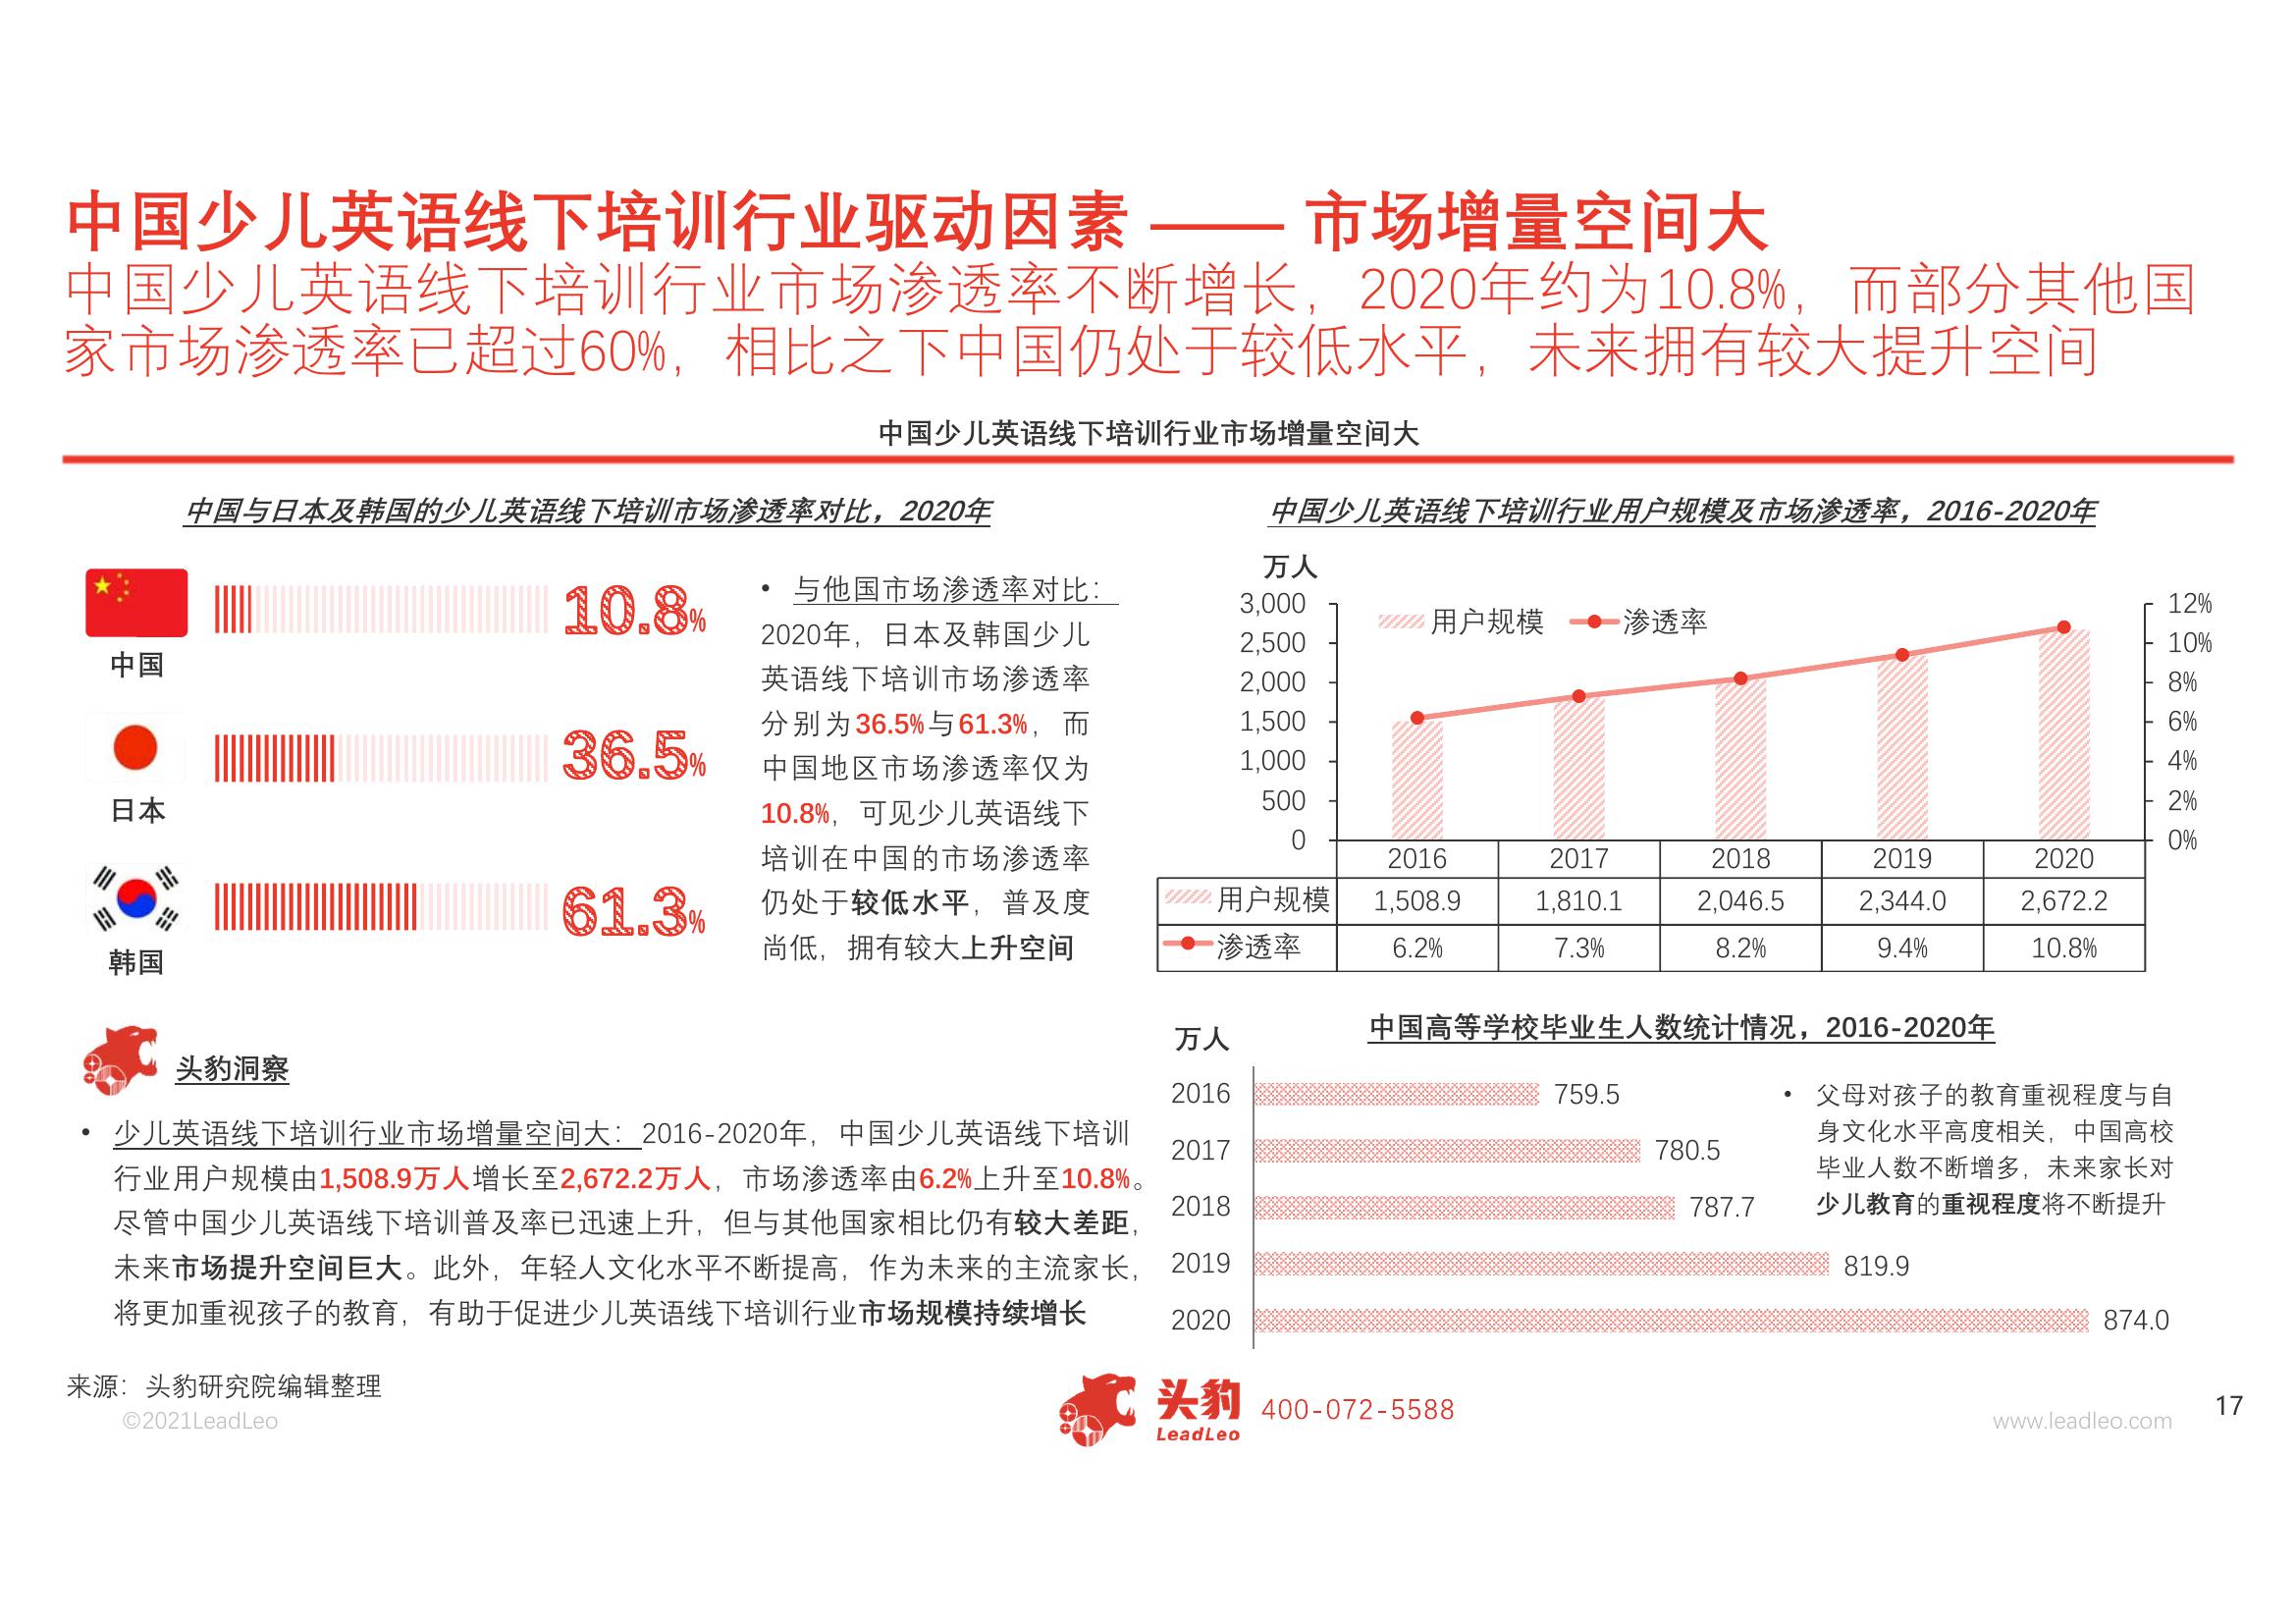 中国少儿英语线下培训行业驱动因素 —— 市场增量空间大
中国少儿英语线下培训行业市场渗透率不断增长，2020年约为10.8%，而部分其他国
家市场渗透率已超过60%，相比之下中国仍处于较低水平，未来拥有较大提升空间
中国少儿英语线下培训行业市场增量空间大
中国与日本及韩国的少儿英语线下培训市场渗透率对比，2020年
中国
10.8%
日本
36.5%
韩国
61.3%
• 与他国市场渗透率对比：
2020年，日本及韩国少儿
英语线下培训市场渗透率
分别为36.5%与61.3%，而
中国地区市场渗透率仅为
10.8%，可见少儿英语线下
培训在中国的市场渗透率
仍处于较低水平，普及度
尚低，拥有较大上升空间
中国少儿英语线下培训行业用户规模及市场渗透率，2016-2020年
万人
用户规模 渗透率
3,000 12%
2,500 10%
2,000 8%
1,500 6%
1,000 4%
500 2%
0 0%
2016 2017 2018 2019 2020
用户规模 1,508.9 1,810.1 2,046.5 2,344.0 2,672.2
渗透率 6.2% 7.3% 8.2% 9.4% 10.8%
头豹洞察
• 少儿英语线下培训行业市场增量空间大：2016-2020年，中国少儿英语线下培训
行业用户规模由1,508.9万人增长至2,672.2万人，市场渗透率由6.2%上升至10.8%。
尽管中国少儿英语线下培训普及率已迅速上升，但与其他国家相比仍有较大差距，
未来市场提升空间巨大。此外，年轻人文化水平不断提高，作为未来的主流家长，
将更加重视孩子的教育，有助于促进少儿英语线下培训行业市场规模持续增长
中国高等学校毕业生人数统计情况，2016-2020年
万人
2016 759.5
2017 780.5
2018 787.7
2019 819.9
2020 874.0
• 父母对孩子的教育重视程度与自
身文化水平高度相关，中国高校
毕业人数不断增多，未来家长对
少儿教育的重视程度将不断提升
来源：头豹研究院编辑整理
©2021LeadLeo
头豹
LeadLeo
400-072-5588
www.leadleo.com
17